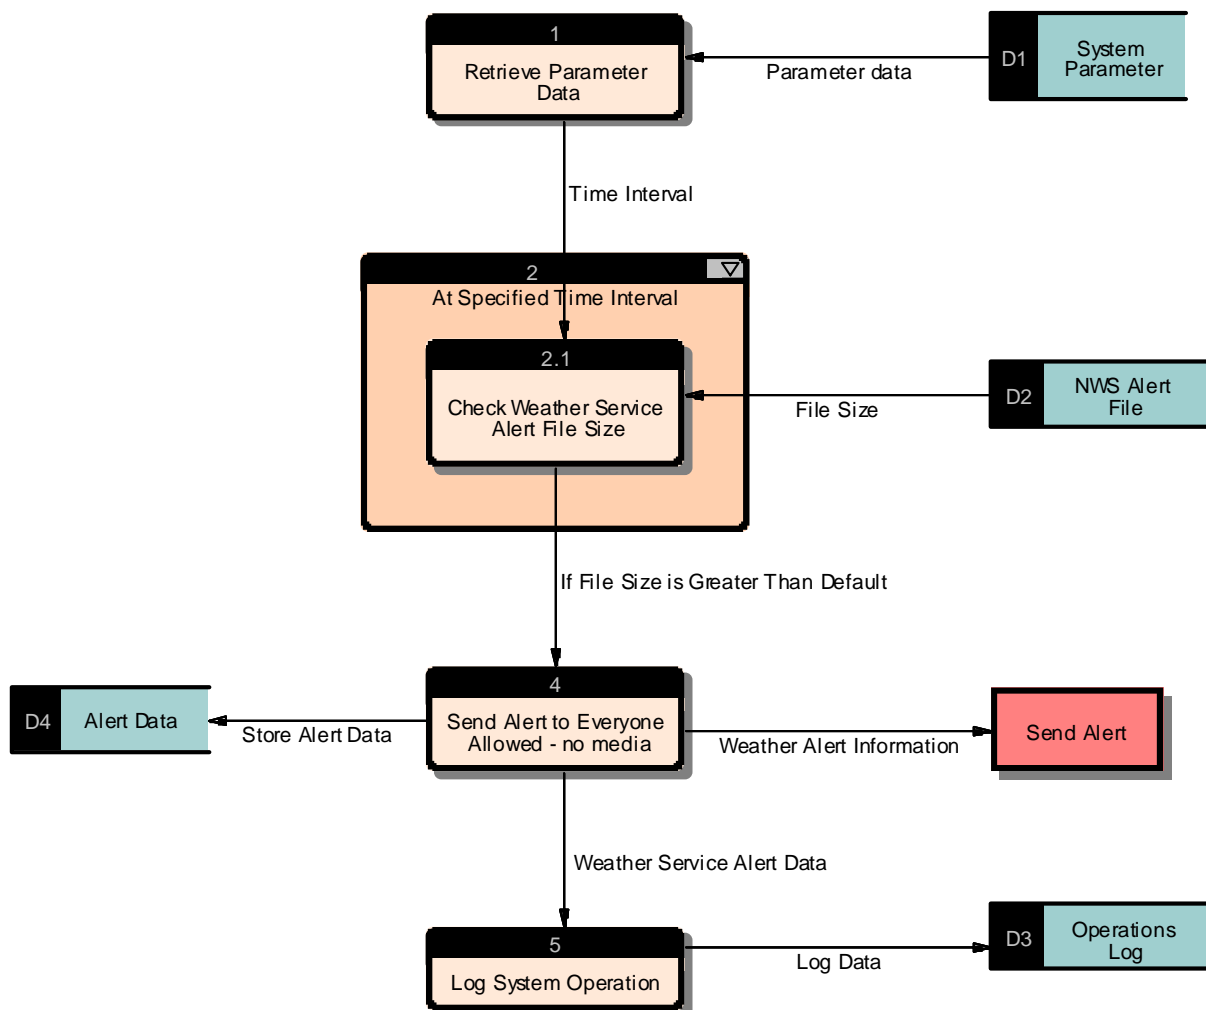 1
Retrieve Parameter
Data
Parameter data
D1
System
Parameter
Time Interval
2
At Specified Time Interval
2.1
Check Weather Service
Alert File Size
File Size
D2
NWS Alert
File
If File Size is Greater Than Default
D4
Alert Data
Store Alert Data
4
Send Alert to Everyone
Allowed - no media
Weather Alert Information
Send Alert
Weather Service Alert Data
5
Log System Operation
Log Data
D3
Operations
Log